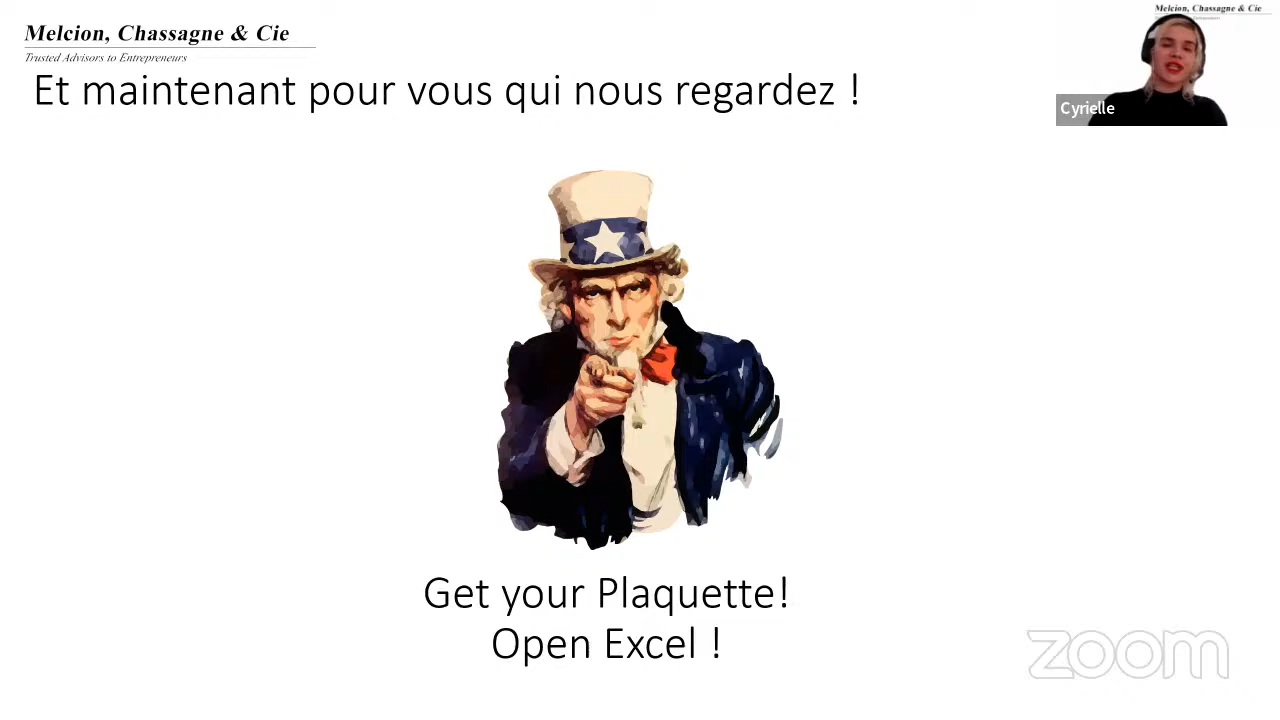 Melcion, Chassagne & Cie
Trusted Advisors to Entrepreneurs
Et maintenant pour vous qui nous regardez !
Melcion, Chassagne & Cie
Cyrielle
Get your Plaquette!
Open Excel !
zoom